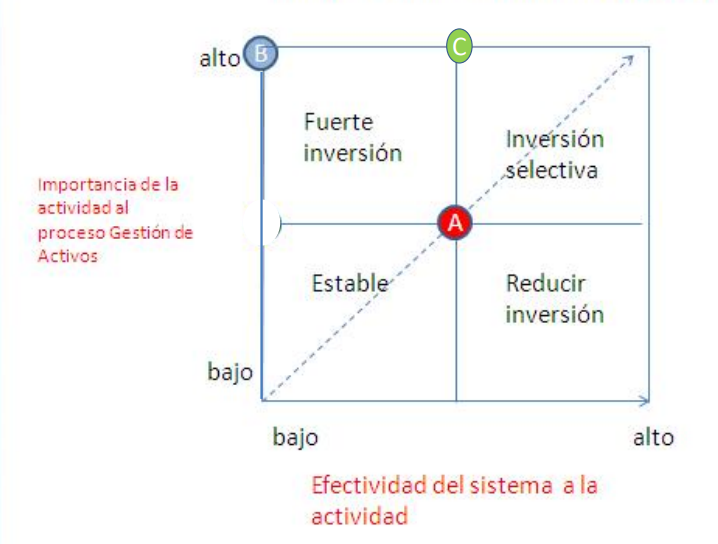 alto
B
C
Fuerte
inversión
Inversión
selectiva
Importancia de la
actividad al
proceso Gestión de
Activos
A
Estable
Reducir
inversión
bajo
bajo
alto
Efectividad del sistema a la
actividad